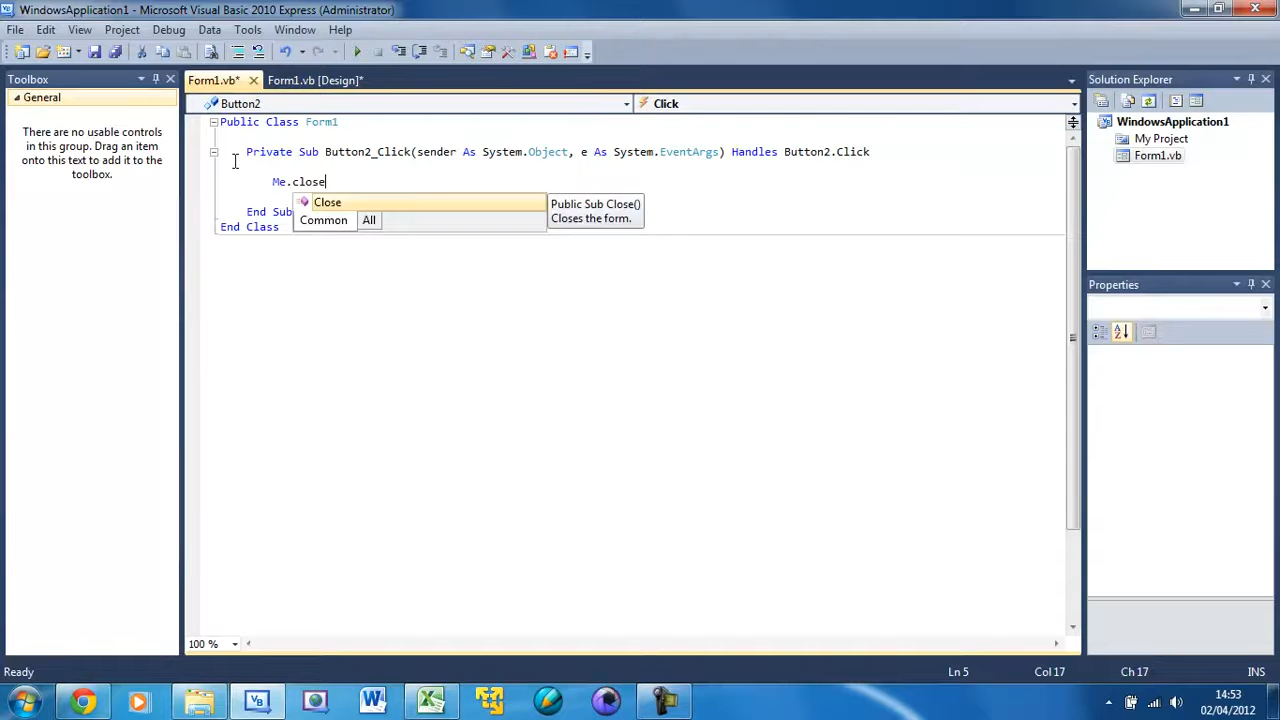 WindowsApplication1 - Microsoft Visual Basic 2010 Express (Administrator)
File Edit View Project Debug Data Tools Window Help
Toolbox
General
There are no usable controls
in this group. Drag an item
onto this text to add it to the
toolbox.
Form1.vb*
Form1.vb [Design]*
Button2
Click
Public Class Form1
Private Sub Button2_Click(sender As System.Object, e As System.EventArgs) Handles Button2.Click
Me.close
Close
Common
All
Public Sub Close()
Closes the form.
End Sub
End Class
100 %
Solution Explorer
WindowsApplication1
My Project
Form1.vb
Properties
A
Z
Ready
Ln 5
Col 17
Ch 17
INS
VB
14:53
02/04/2012